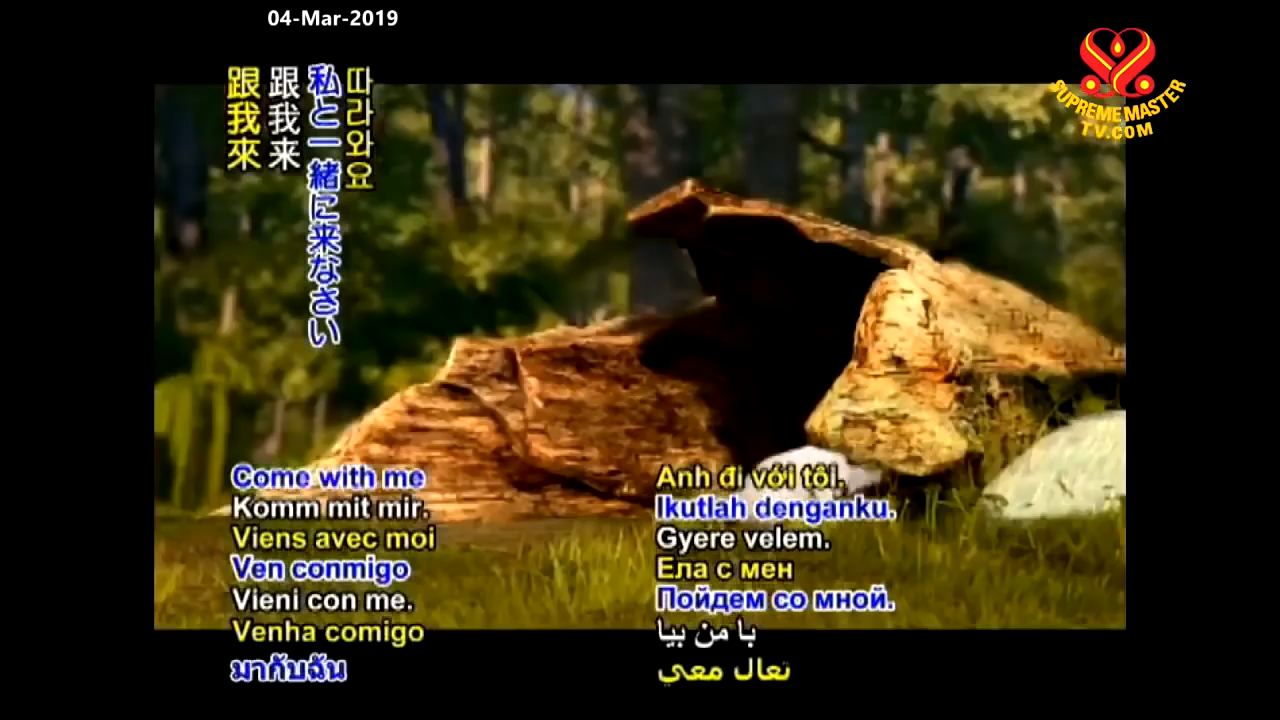 04-Mar-2019
SUPREME MASTER
TV.COM
跟我來
跟我来
私と一緒に来なさい
따라와요
Come with me
Komm mit mir.
Viens avec moi
Ven conmigo
Vieni con me.
Venha comigo
มากับฉัน
Anh đi với tôi.
Ikutlah denganku.
Gyere velem.
Ела с мен
Пойдем со мной.
با من بیا
تعال معي